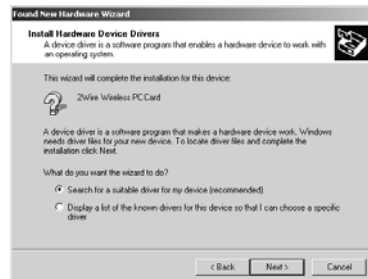 Found New Hardware Wizard
Install Hardware Device Drivers
A device driver is a software program that enables a hardware device to work with
an operating system.
This wizard will complete the installation for this device:
2Wire Wireless PC Card
A device driver is a software program that makes a hardware device work. Windows
needs driver files for your new device. To locate driver files and complete the
installation click Next.
What do you want the wizard to do?
Search for a suitable driver for my device (recommended)
Display a list of the known drivers for this device so that I can choose a specific
driver
< Back Next > Cancel